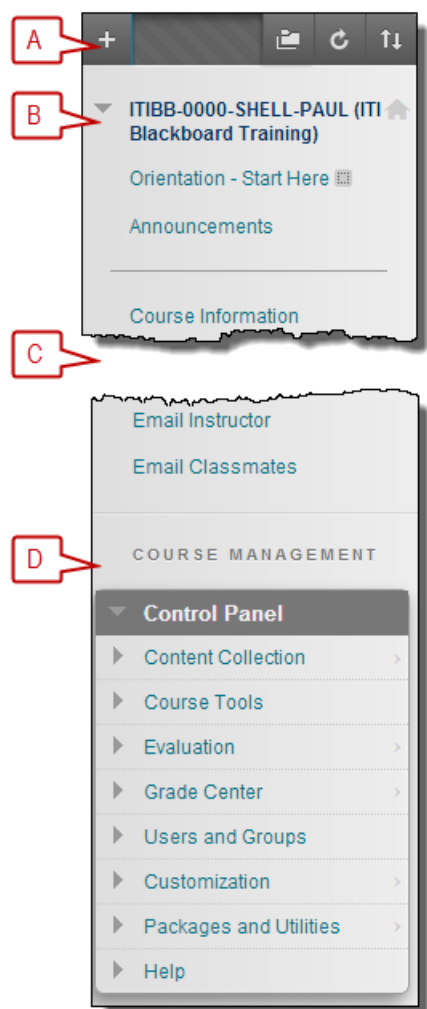 A
+
B
ITIBB-0000-SHELL-PAUL (ITI
Blackboard Training)
Orientation - Start Here
Announcements
Course Information
C
Email Instructor
Email Classmates
D
COURSE MANAGEMENT
Control Panel
Content Collection
Course Tools
Evaluation
Grade Center
Users and Groups
Customization
Packages and Utilities
Help